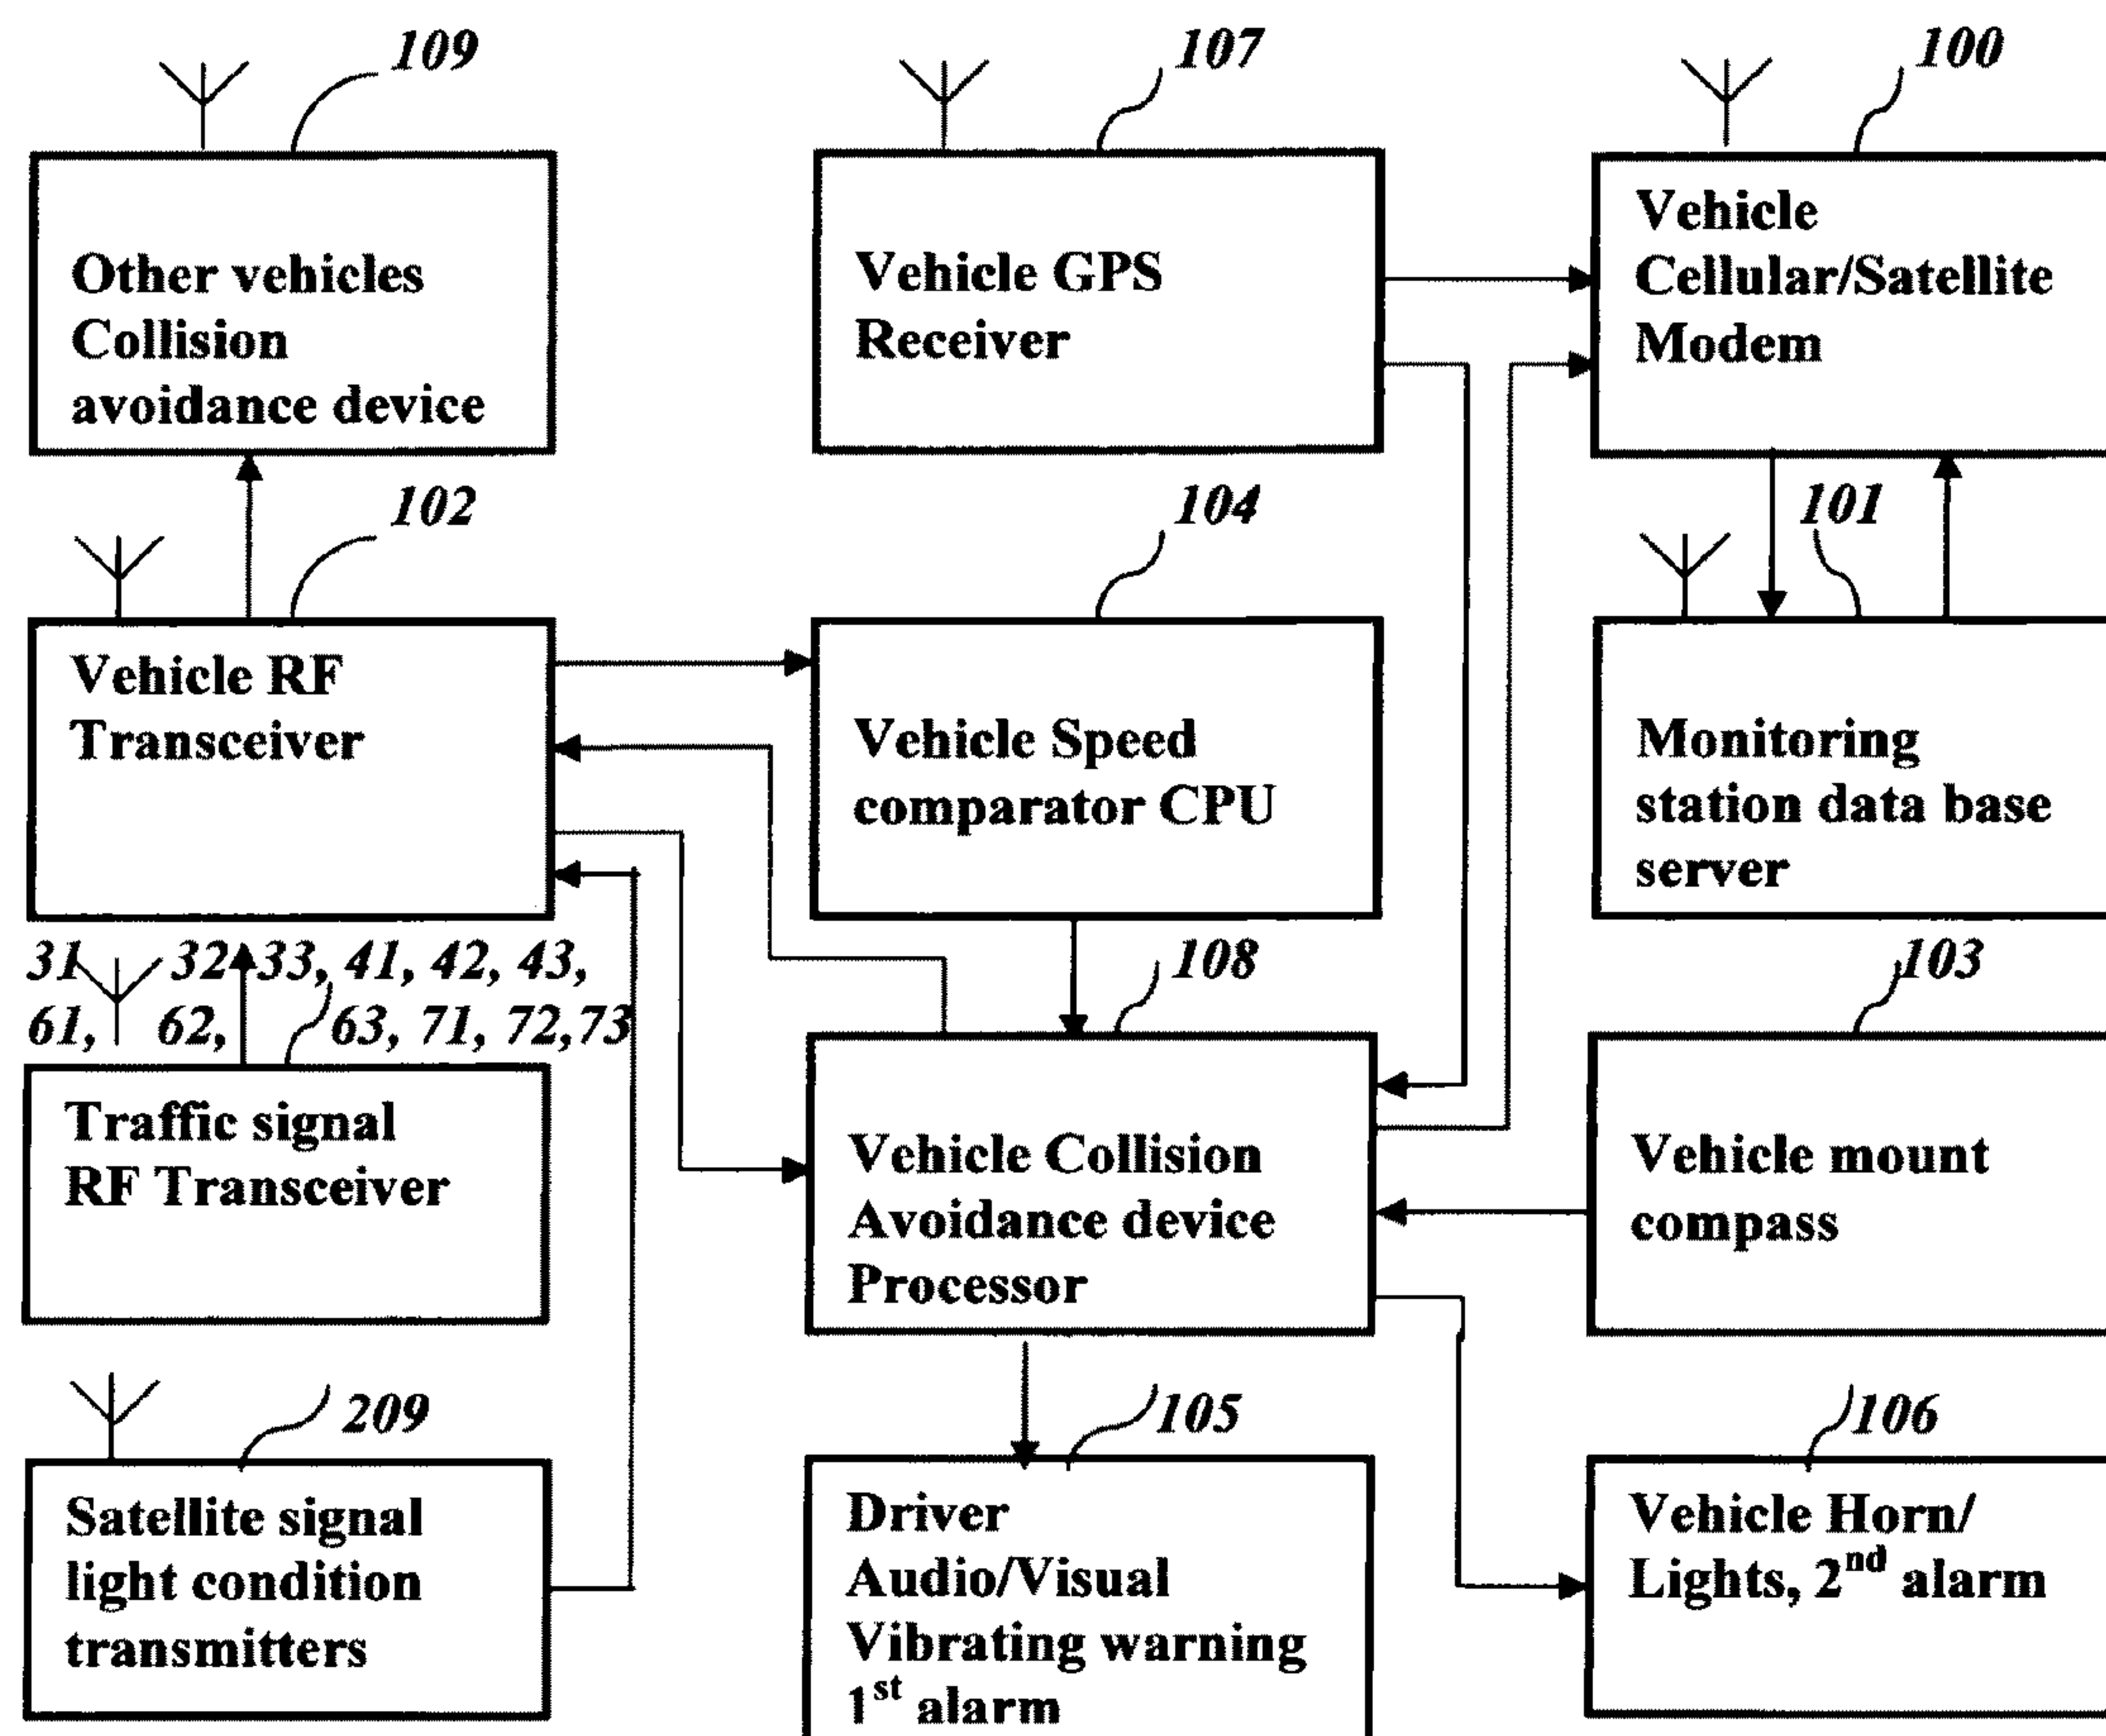 109
107
100
Other vehicles
Collision
avoidance device
Vehicle GPS
Receiver
Vehicle
Cellular/Satellite
Modem
102
104
101
Vehicle RF
Transceiver
Vehicle Speed
comparator CPU
Monitoring
station data base
server
31 32 33, 41, 42, 43,
61, 62, 63, 71, 72,73
108
103
Traffic signal
RF Transceiver
Vehicle Collision
Avoidance device
Processor
Vehicle mount
compass
209
105
106
Satellite signal
light condition
transmitters
Driver
Audio/Visual
Vibrating warning
1st alarm
Vehicle Horn/
Lights, 2nd alarm